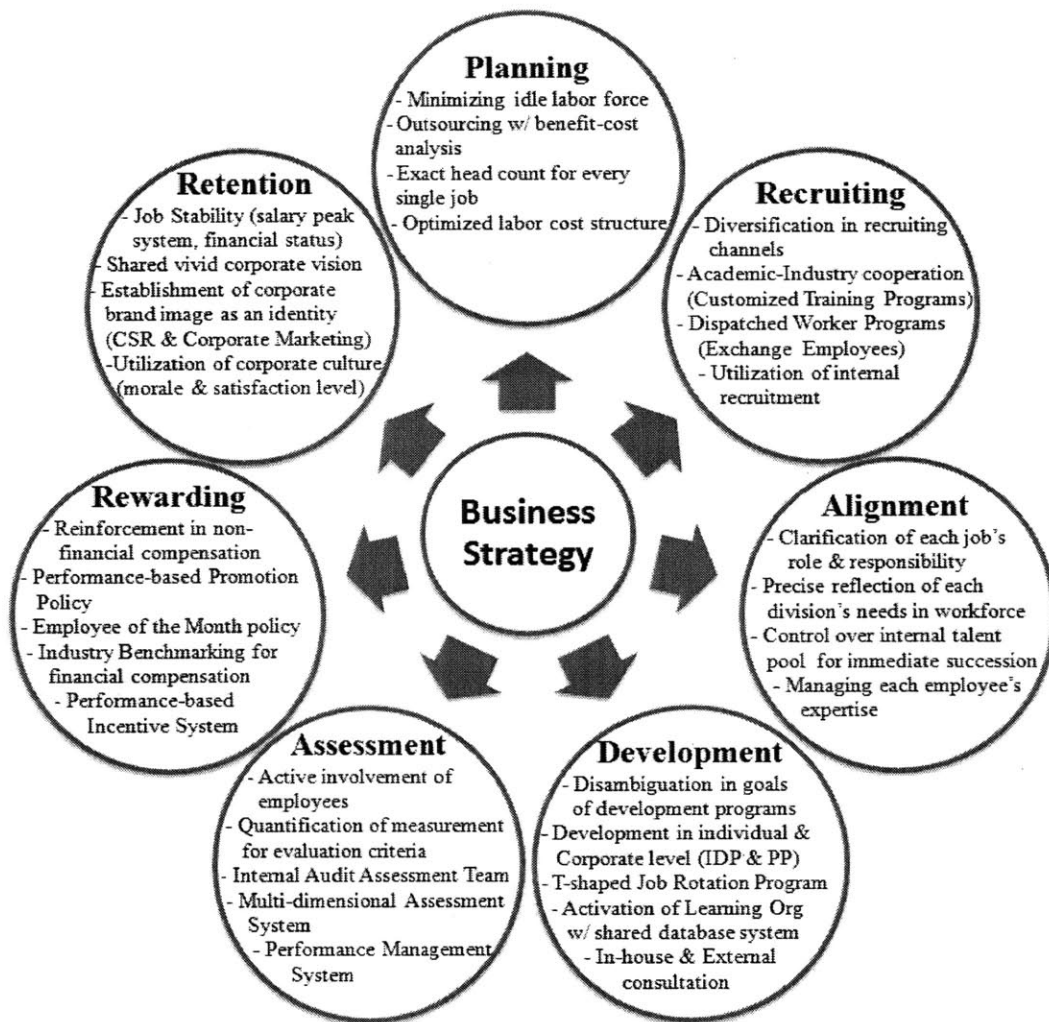 Planning
- Minimizing idle labor force
- Outsourcing w/ benefit-cost
analysis
- Exact head count for every
single job
- Optimized labor cost structure
Recruiting
- Diversification in recruiting
channels
- Academic-Industry cooperation
(Customized Training Programs)
- Dispatched Worker Programs
(Exchange Employees)
- Utilization of internal
recruitment
Alignment
- Clarification of each job's
role & responsibility
- Precise reflection of each
division's needs in workforce
- Control over internal talent
pool for immediate succession
- Managing each employee's
expertise
Development
- Disambiguation in goals
of development programs
- Development in individual &
Corporate level (IDP & PP)
- T-shaped Job Rotation Program
- Activation of Learning Org
w/ shared database system
- In-house & External
consultation
Assessment
- Active involvement of
employees
- Quantification of measurement
for evaluation criteria
- Internal Audit Assessment Team
- Multi-dimensional Assessment
System
- Performance Management
System
Rewarding
- Reinforcement in non-
financial compensation
- Performance-based Promotion
Policy
- Employee of the Month policy
- Industry Benchmarking for
financial compensation
- Performance-based
Incentive System
Retention
- Job Stability (salary peak
system, financial status)
- Shared vivid corporate vision
- Establishment of corporate
brand image as an identity
(CSR & Corporate Marketing)
- Utilization of corporate culture
(morale & satisfaction level)
Business
Strategy